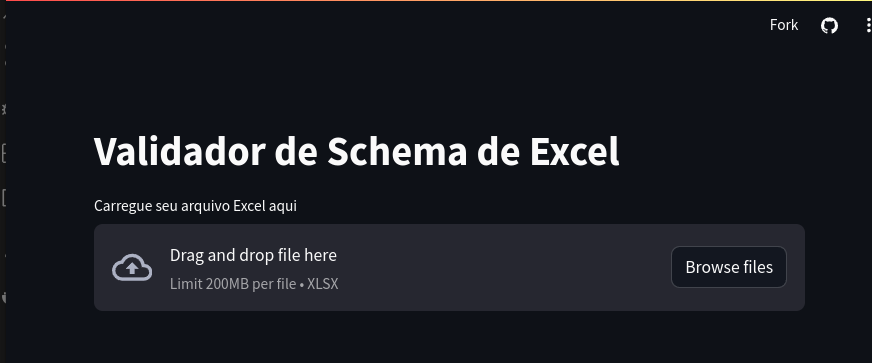 Fork
Validador de Schema de Excel
Carregue seu arquivo Excel aqui
Drag and drop file here
Limit 200MB per file • XLSX
Browse files